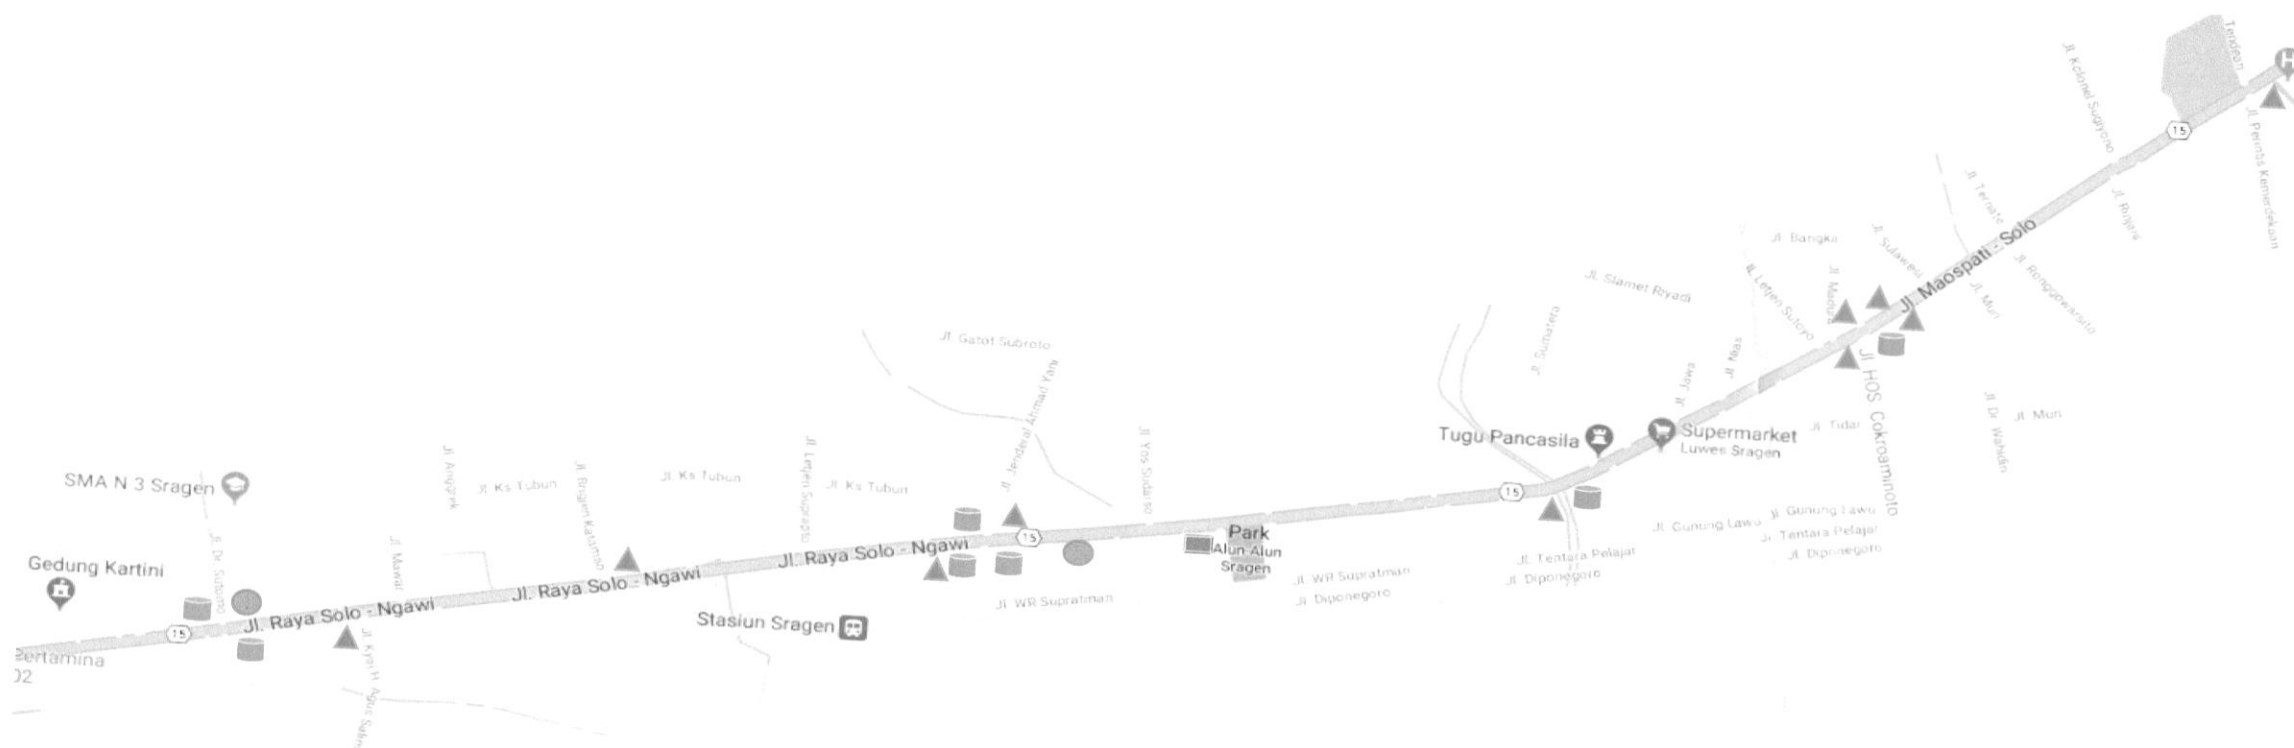 Tendean
Jl. Kolonel Sugiyono
15
Jl. Perintis Kemerdekaan
Jl. Ternate
Jl. Rinjani
Jl. Bangka
Jl. Sulawesi
Jl. Maospati - Solo
Jl. Ronggowarsito
Jl. Slamet Riyadi
Jl. Letjen Sutoyo
Jl. Madura
Jl. Muri
Jl. Sumatera
Jl. Gatot Subroto
Jl. Jenderal Ahmad Yani
Jl. Nias
Jl. Jawa
Jl HOS Cokroaminoto
Jl. Dr Wahidin
Jl. Muri
Jl. Tidar
Tugu Pancasila
Supermarket
Luwes Sragen
SMA N 3 Sragen
Jl. Anggrek
Jl. Ks Tubun
Jl. Brigjen Katamso
Jl. Ks Tubun
Jl. Letjen Suprapto
Jl. Ks Tubun
Jl. Yos Sudarso
15
Jl. Gunung Lawu
Jl. Gunung Lawu
Jl. Tentara Pelajar
Jl. Diponegoro
Park
Alun Alun
Sragen
Jl. Raya Solo - Ngawi
15
Jl. Tentara Pelajar
Jl. Diponegoro
Jl. WR Supratman
Jl. Diponegoro
Jl. WR Supratman
Gedung Kartini
Jl. Dr. Sutomo
Jl. Mawar
Jl. Raya Solo - Ngawi
Jl. Raya Solo - Ngawi
Stasiun Sragen
15
Jl. Kyai H. Agus Salim
Pertamina
02
H